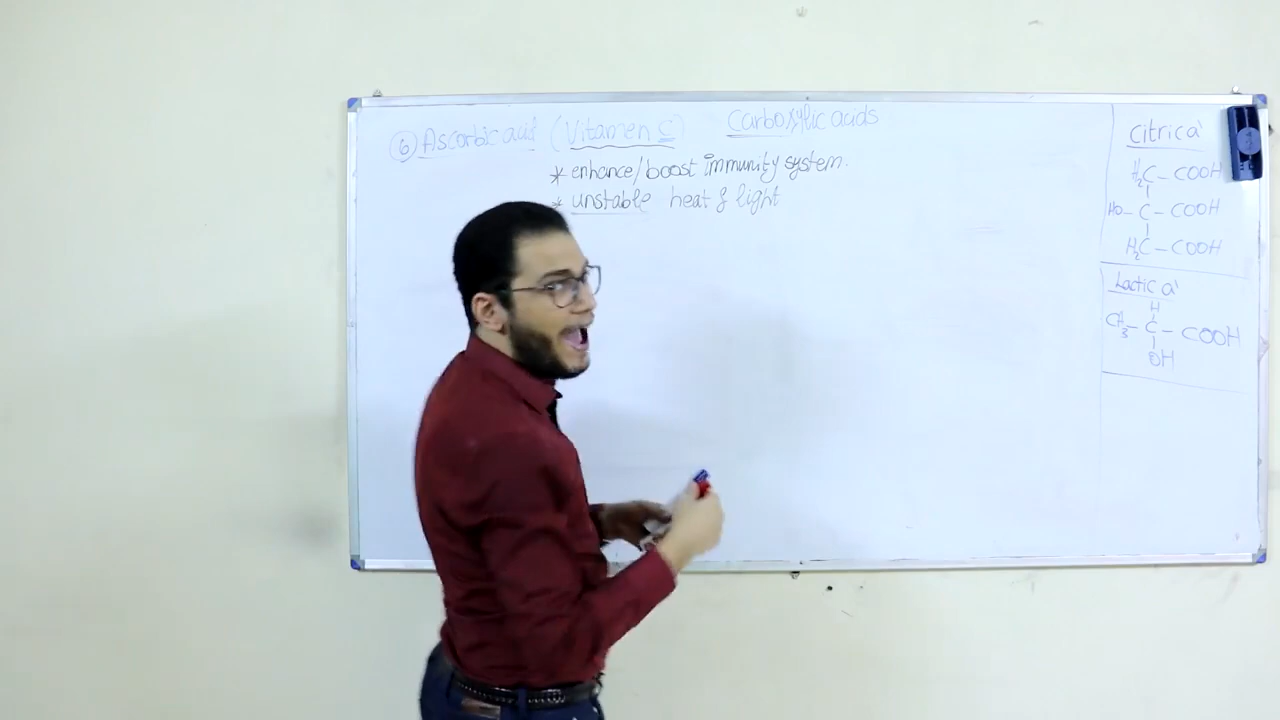 Carboxylic acids
6 Ascorbic acid (Vitamen C)
* enhance/boost immunity system.
* unstable heat & light
Citric a'
H₂C – COOH
HO – C – COOH
H₂C – COOH
Lactic a'
H
CH₃ – C – COOH
OH